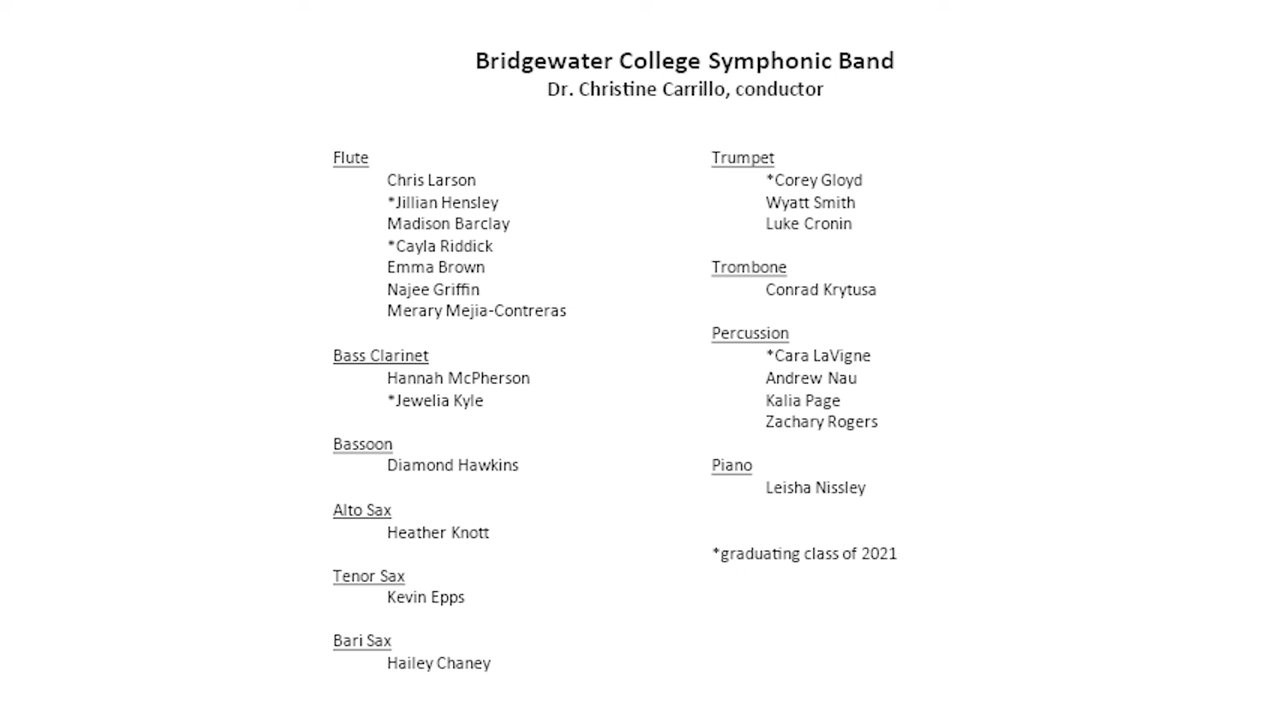 Bridgewater College Symphonic Band
Dr. Christine Carrillo, conductor
Flute
Chris Larson
*Jillian Hensley
Madison Barclay
*Cayla Riddick
Emma Brown
Najee Griffin
Merary Mejia-Contreras
Bass Clarinet
Hannah McPherson
*Jewelia Kyle
Bassoon
Diamond Hawkins
Alto Sax
Heather Knott
Tenor Sax
Kevin Epps
Bari Sax
Hailey Chaney
Trumpet
*Corey Gloyd
Wyatt Smith
Luke Cronin
Trombone
Conrad Krytusa
Percussion
*Cara LaVigne
Andrew Nau
Kalia Page
Zachary Rogers
Piano
Leisha Nissley
*graduating class of 2021